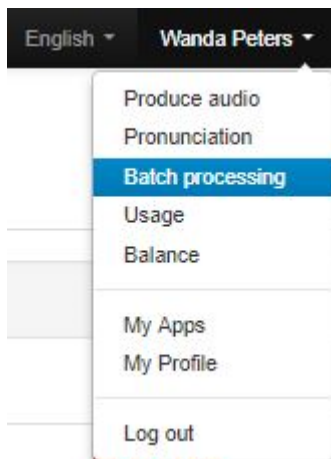 English Wanda Peters
Produce audio
Pronunciation
Batch processing
Usage
Balance
My Apps
My Profile
Log out